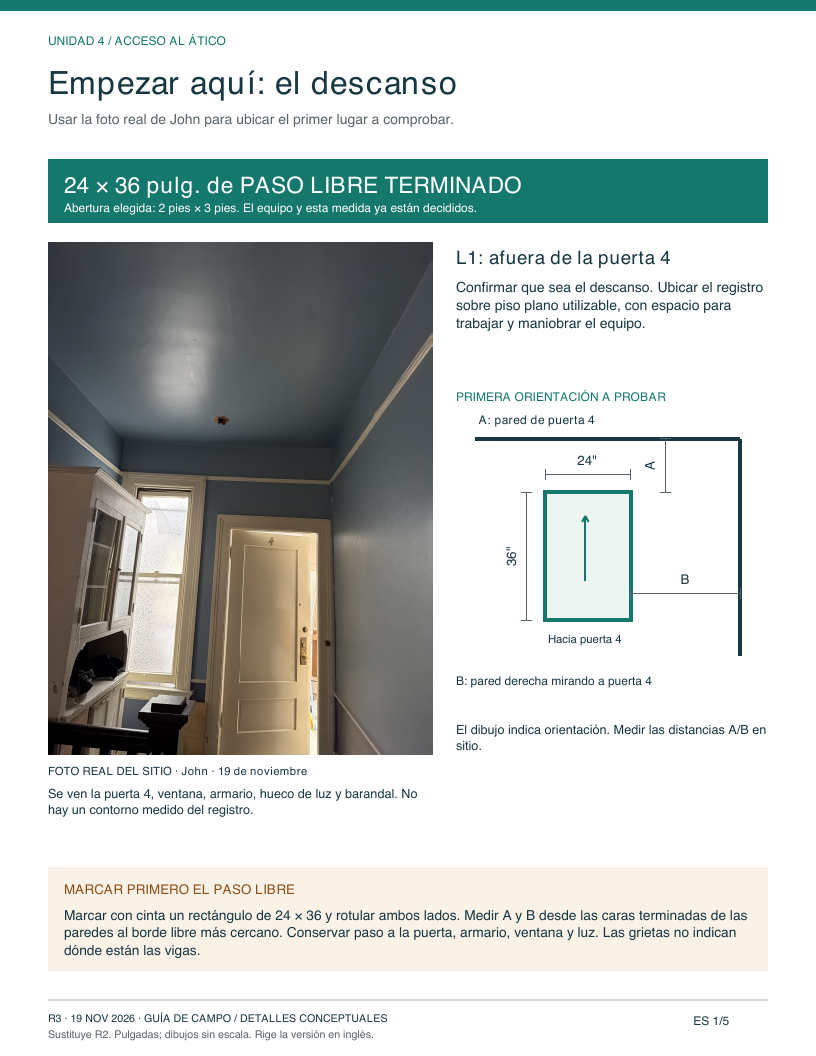 UNIDAD 4 / ACCESO AL ÁTICO
Empezar aquí: el descanso
Usar la foto real de John para ubicar el primer lugar a comprobar.
24 × 36 pulg. de PASO LIBRE TERMINADO
Abertura elegida: 2 pies × 3 pies. El equipo y esta medida ya están decididos.
4
FOTO REAL DEL SITIO · John · 19 de noviembre
Se ven la puerta 4, ventana, armario, hueco de luz y barandal. No
hay un contorno medido del registro.
L1: afuera de la puerta 4
Confirmar que sea el descanso. Ubicar el registro
sobre piso plano utilizable, con espacio para
trabajar y maniobrar el equipo.
PRIMERA ORIENTACIÓN A PROBAR
A: pared de puerta 4
24"
A
36"
B
Hacia puerta 4
B: pared derecha mirando a puerta 4
El dibujo indica orientación. Medir las distancias A/B en
sitio.
MARCAR PRIMERO EL PASO LIBRE
Marcar con cinta un rectángulo de 24 × 36 y rotular ambos lados. Medir A y B desde las caras terminadas de las
paredes al borde libre más cercano. Conservar paso a la puerta, armario, ventana y luz. Las grietas no indican
dónde están las vigas.
R3 · 19 NOV 2026 · GUÍA DE CAMPO / DETALLES CONCEPTUALES
Sustituye R2. Pulgadas; dibujos sin escala. Rige la versión en inglés.
ES 1/5